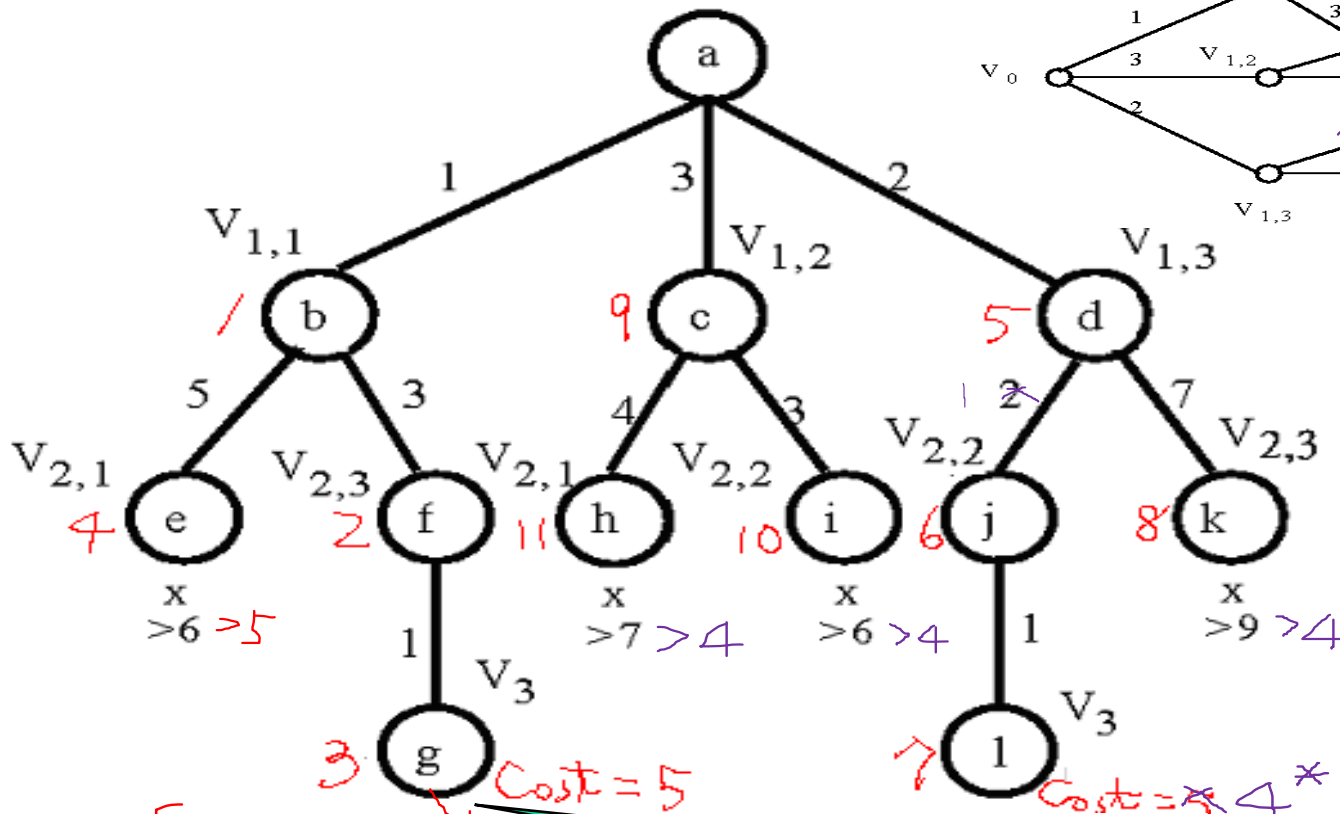 a
1
3
V 1,2
3
V 0
2
V 1,3
1
3
2
V1,1
V1,2
V1,3
1
b
9
c
5
d
5
3
4
3
1
2
7
V2,1
V2,3
V2,1
V2,2
V2,2
V2,3
4
e
2
f
11
h
10
i
6
j
8
k
x
x
x
x
>6 >5
>7 >4
>6 >4
>9 >4
1
1
V3
V3
3
g
Cost = 5
7
l
Cost = 4*